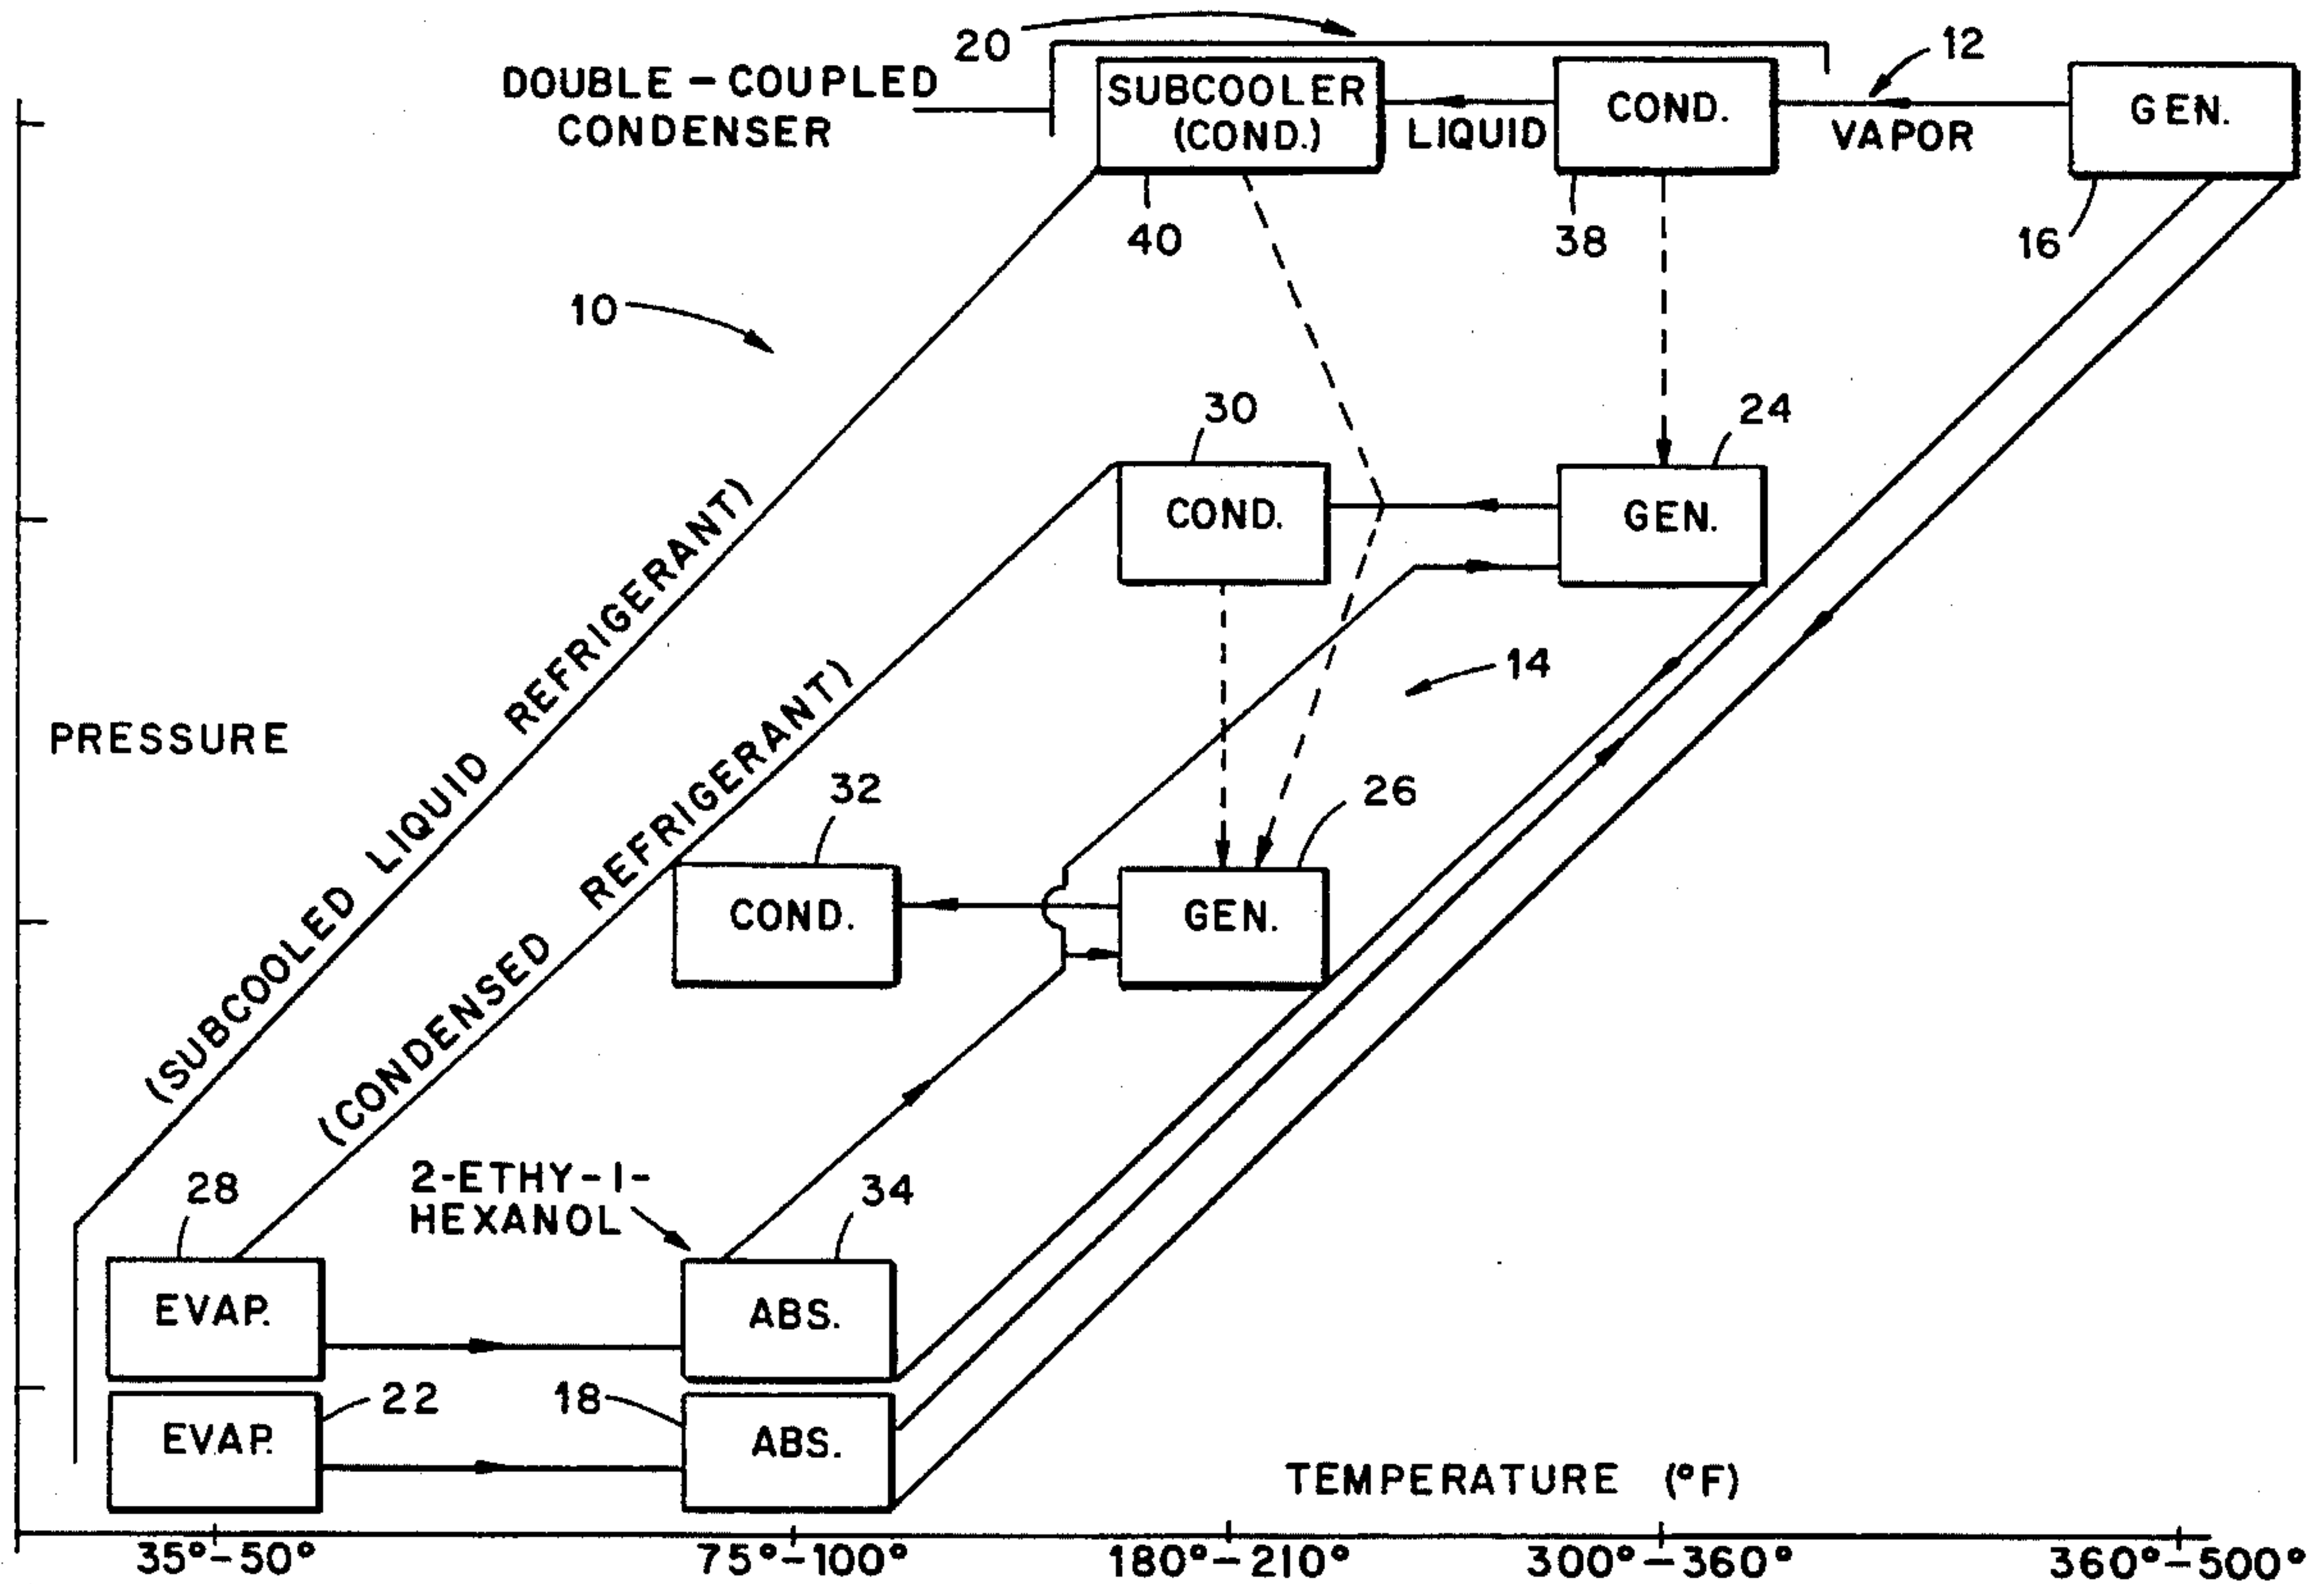 20
12
DOUBLE-COUPLED
CONDENSER
SUBCOOLER
(COND.)
LIQUID
COND.
VAPOR
GEN.
40
38
16
10
30
24
COND.
GEN.
(SUBCOOLED LIQUID REFRIGERANT)
14
PRESSURE
(CONDENSED REFRIGERANT)
32
26
COND.
GEN.
28
2-ETHY-1-
HEXANOL
34
EVAP.
ABS.
22
18
EVAP.
ABS.
TEMPERATURE (°F)
35°-50°
75°-100°
180°-210°
300°-360°
360°-500°